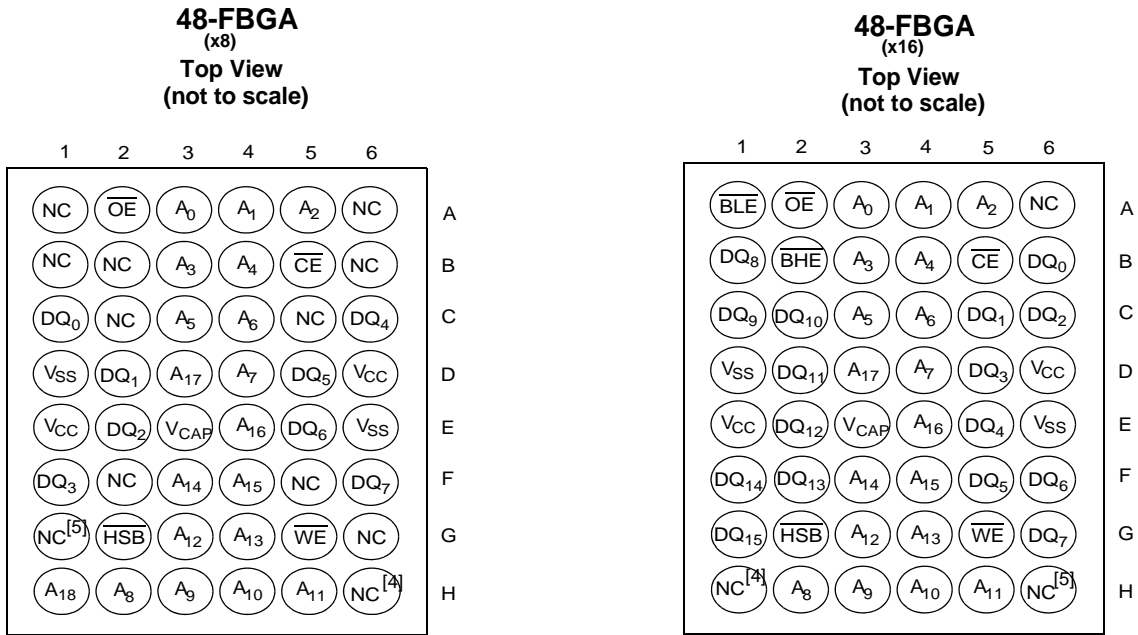 48-FBGA
(x8)
Top View
(not to scale)
1 2 3 4 5 6
NC OE A0 A1 A2 NC A
NC NC A3 A4 CE NC B
DQ0 NC A5 A6 NC DQ4 C
VSS DQ1 A17 A7 DQ5 VCC D
VCC DQ2 VCAP A16 DQ6 VSS E
DQ3 NC A14 A15 NC DQ7 F
NC[5] HSB A12 A13 WE NC G
A18 A8 A9 A10 A11 NC[4] H
48-FBGA
(x16)
Top View
(not to scale)
1 2 3 4 5 6
BLE OE A0 A1 A2 NC A
DQ8 BHE A3 A4 CE DQ0 B
DQ9 DQ10 A5 A6 DQ1 DQ2 C
VSS DQ11 A17 A7 DQ3 VCC D
VCC DQ12 VCAP A16 DQ4 VSS E
DQ14 DQ13 A14 A15 DQ5 DQ6 F
DQ15 HSB A12 A13 WE DQ7 G
NC[4] A8 A9 A10 A11 NC[5] H